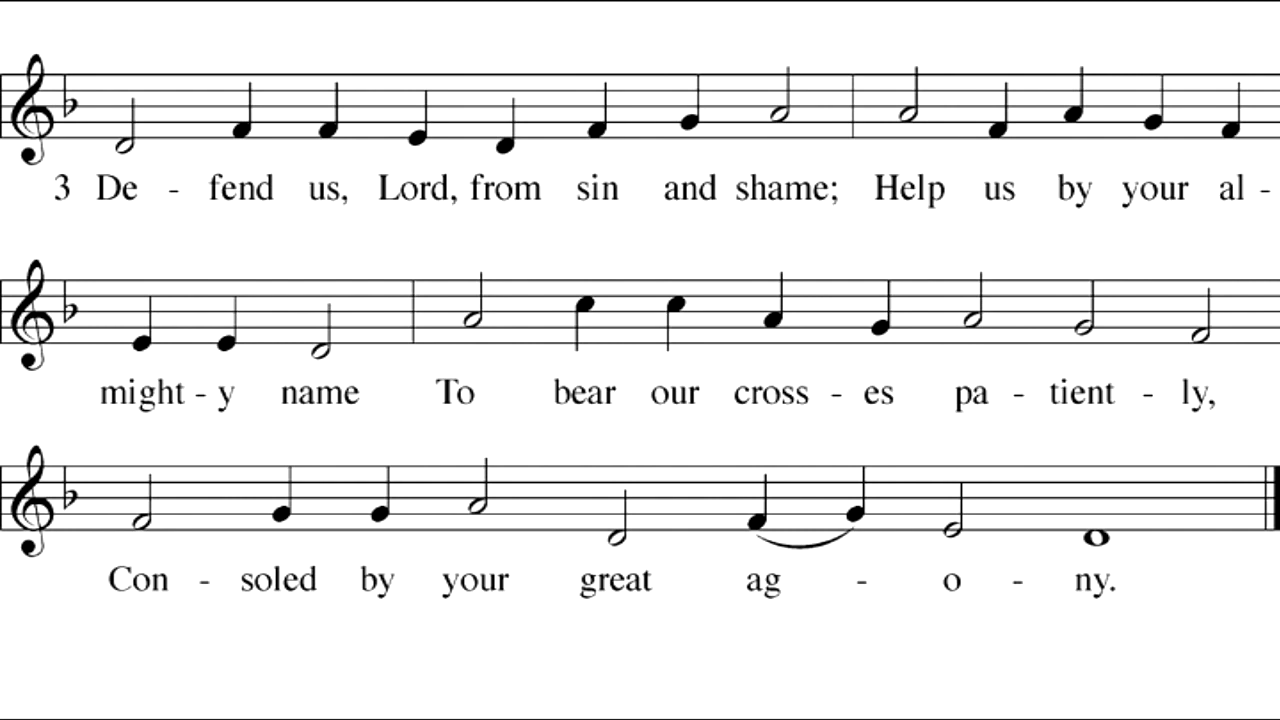 3 De - fend us, Lord, from sin and shame; Help us by your al -
might - y name To bear our cross - es pa - tient - ly,
Con - soled by your great ag - o - ny.